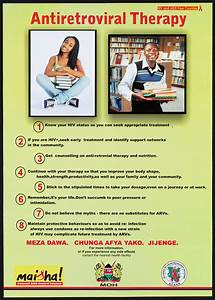 HIV and AIDS Free Society
Antiretroviral Therapy
1 Know your HIV status so you can seek appropriate treatment
2 If you are HIV+,seek early treatment and identify support networks
in the community.
3 Get counselling on antiretroviral therapy and nutrition.
4 Continue with your therapy so that you improve your body shape,
health,strength,productivity as well as your family and community.
5 Stick to the stipulated times to take your dosage,even on a journey or at work.
6 Remember,it's your life.Don't succumb to peer pressure or
intimidation.
7 Do not believe the myths - there are no substitutes for ARVs.
8 Maintain protective behaviours so as to avoid re- infection
always use condoms as re-infection with a new strain
of HIV may complicate future treatment by ARVs.
MEZA DAWA. CHUNGA AFYA YAKO. JIJENGE.
For more information,
or if you experience any side effects
contact the nearest health facility
maisha!
MOH